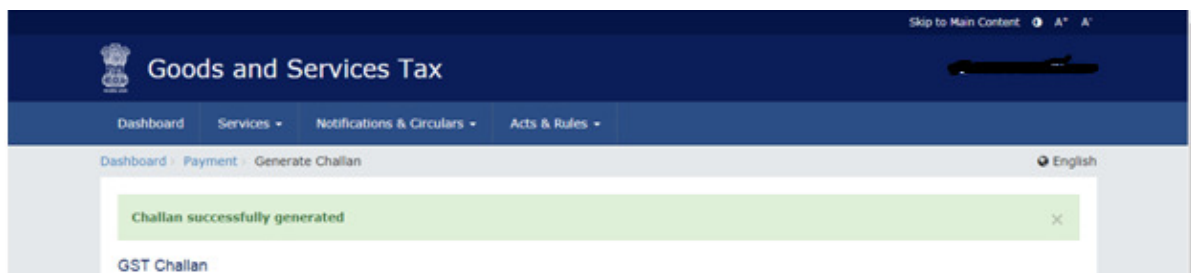 Skip to Main Content A+ A-
Goods and Services Tax
Dashboard Services Notifications & Circulars Acts & Rules
Dashboard Payment Generate Challan English
Challan successfully generated ×
GST Challan